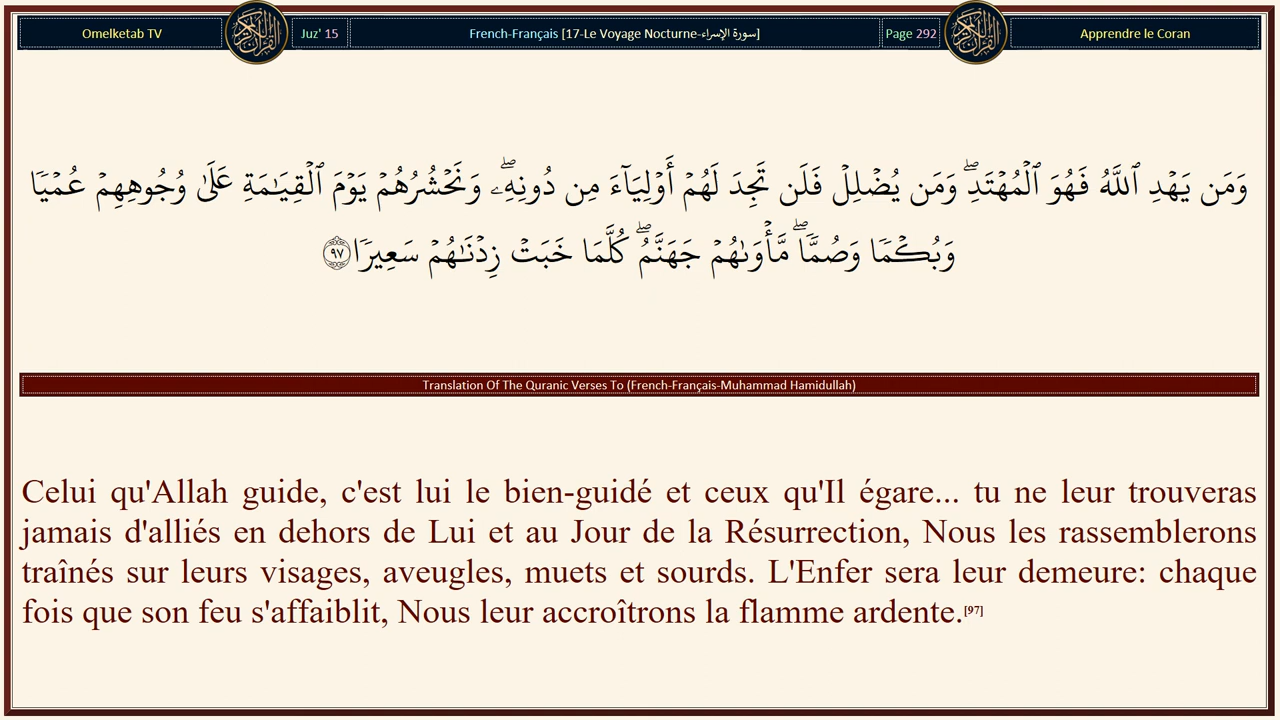 Omelketab TV
Juz' 15
French-Français [17-Le Voyage Nocturne-سورة الإسراء]
Page 292
Apprendre le Coran
وَمَن يَهْدِ ٱللَّهُ فَهُوَ ٱلْمُهْتَدِ ۖ وَمَن يُضْلِلْ فَلَن تَجِدَ لَهُمْ أَوْلِيَآءَ مِن دُونِهِۦ ۖ وَنَحْشُرُهُمْ يَوْمَ ٱلْقِيَـٰمَةِ عَلَىٰ وُجُوهِهِمْ عُمْيًا
وَبُكْمًا وَصُمًّا ۖ مَّأْوَىٰهُمْ جَهَنَّمُ ۖ كُلَّمَا خَبَتْ زِدْنَـٰهُمْ سَعِيرًا ٩٧
Translation Of The Quranic Verses To (French-Français-Muhammad Hamidullah)
Celui qu'Allah guide, c'est lui le bien-guidé et ceux qu'Il égare... tu ne leur trouveras
jamais d'alliés en dehors de Lui et au Jour de la Résurrection, Nous les rassemblerons
traînés sur leurs visages, aveugles, muets et sourds. L'Enfer sera leur demeure: chaque
fois que son feu s'affaiblit, Nous leur accroîtrons la flamme ardente.[97]